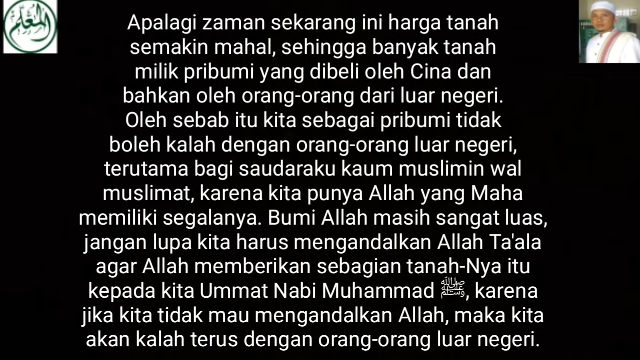 Apalagi zaman sekarang ini harga tanah
semakin mahal, sehingga banyak tanah
milik pribumi yang dibeli oleh Cina dan
bahkan oleh orang-orang dari luar negeri.
Oleh sebab itu kita sebagai pribumi tidak
boleh kalah dengan orang-orang luar negeri,
terutama bagi saudaraku kaum muslimin wal
muslimat, karena kita punya Allah yang Maha
memiliki segalanya. Bumi Allah masih sangat luas,
jangan lupa kita harus mengandalkan Allah Ta'ala
agar Allah memberikan sebagian tanah-Nya itu
kepada kita Ummat Nabi Muhammad ﷺ, karena
jika kita tidak mau mengandalkan Allah, maka kita
akan kalah terus dengan orang-orang luar negeri.